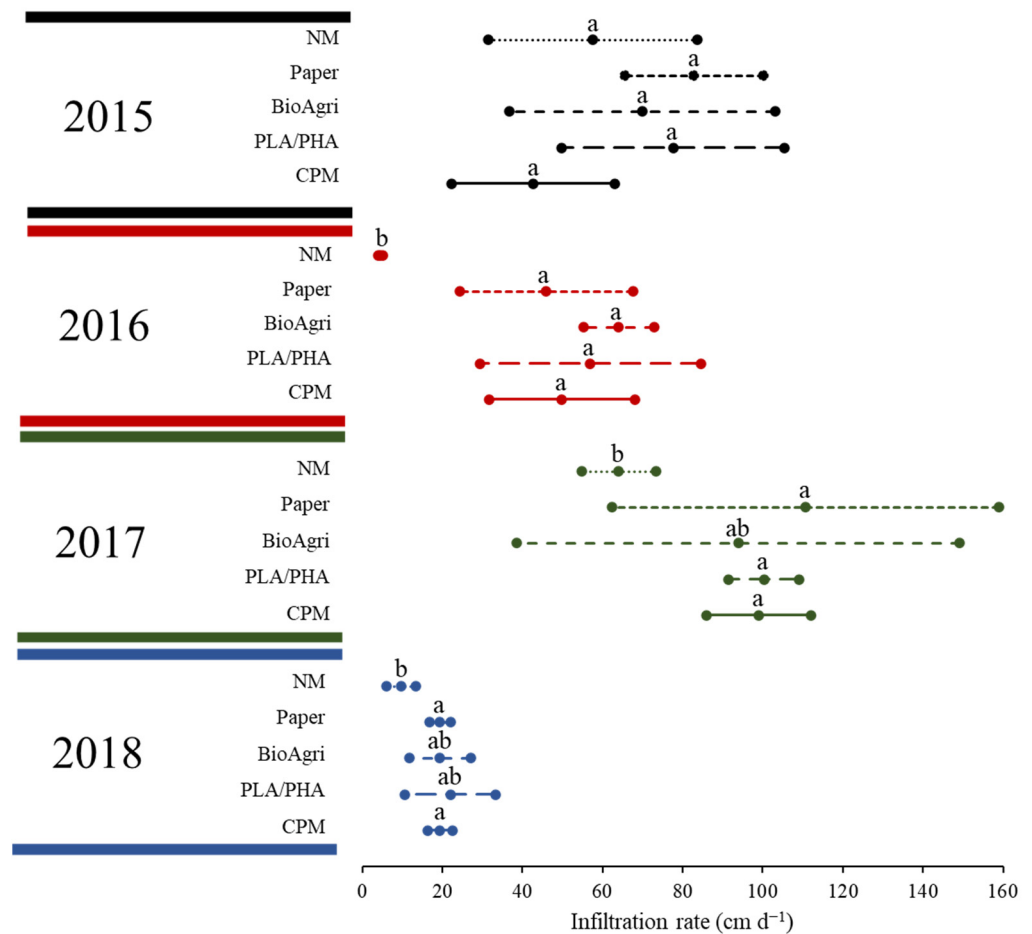 a
NM
a
Paper
a
BioAgri
2015
a
PLA/PHA
a
CPM
b
NM
a
Paper
a
BioAgri
2016
a
PLA/PHA
a
CPM
b
NM
a
Paper
ab
BioAgri
2017
a
PLA/PHA
a
CPM
b
NM
a
Paper
ab
BioAgri
2018
ab
PLA/PHA
a
CPM
0 20 40 60 80 100 120 140 160
Infiltration rate (cm d⁻¹)